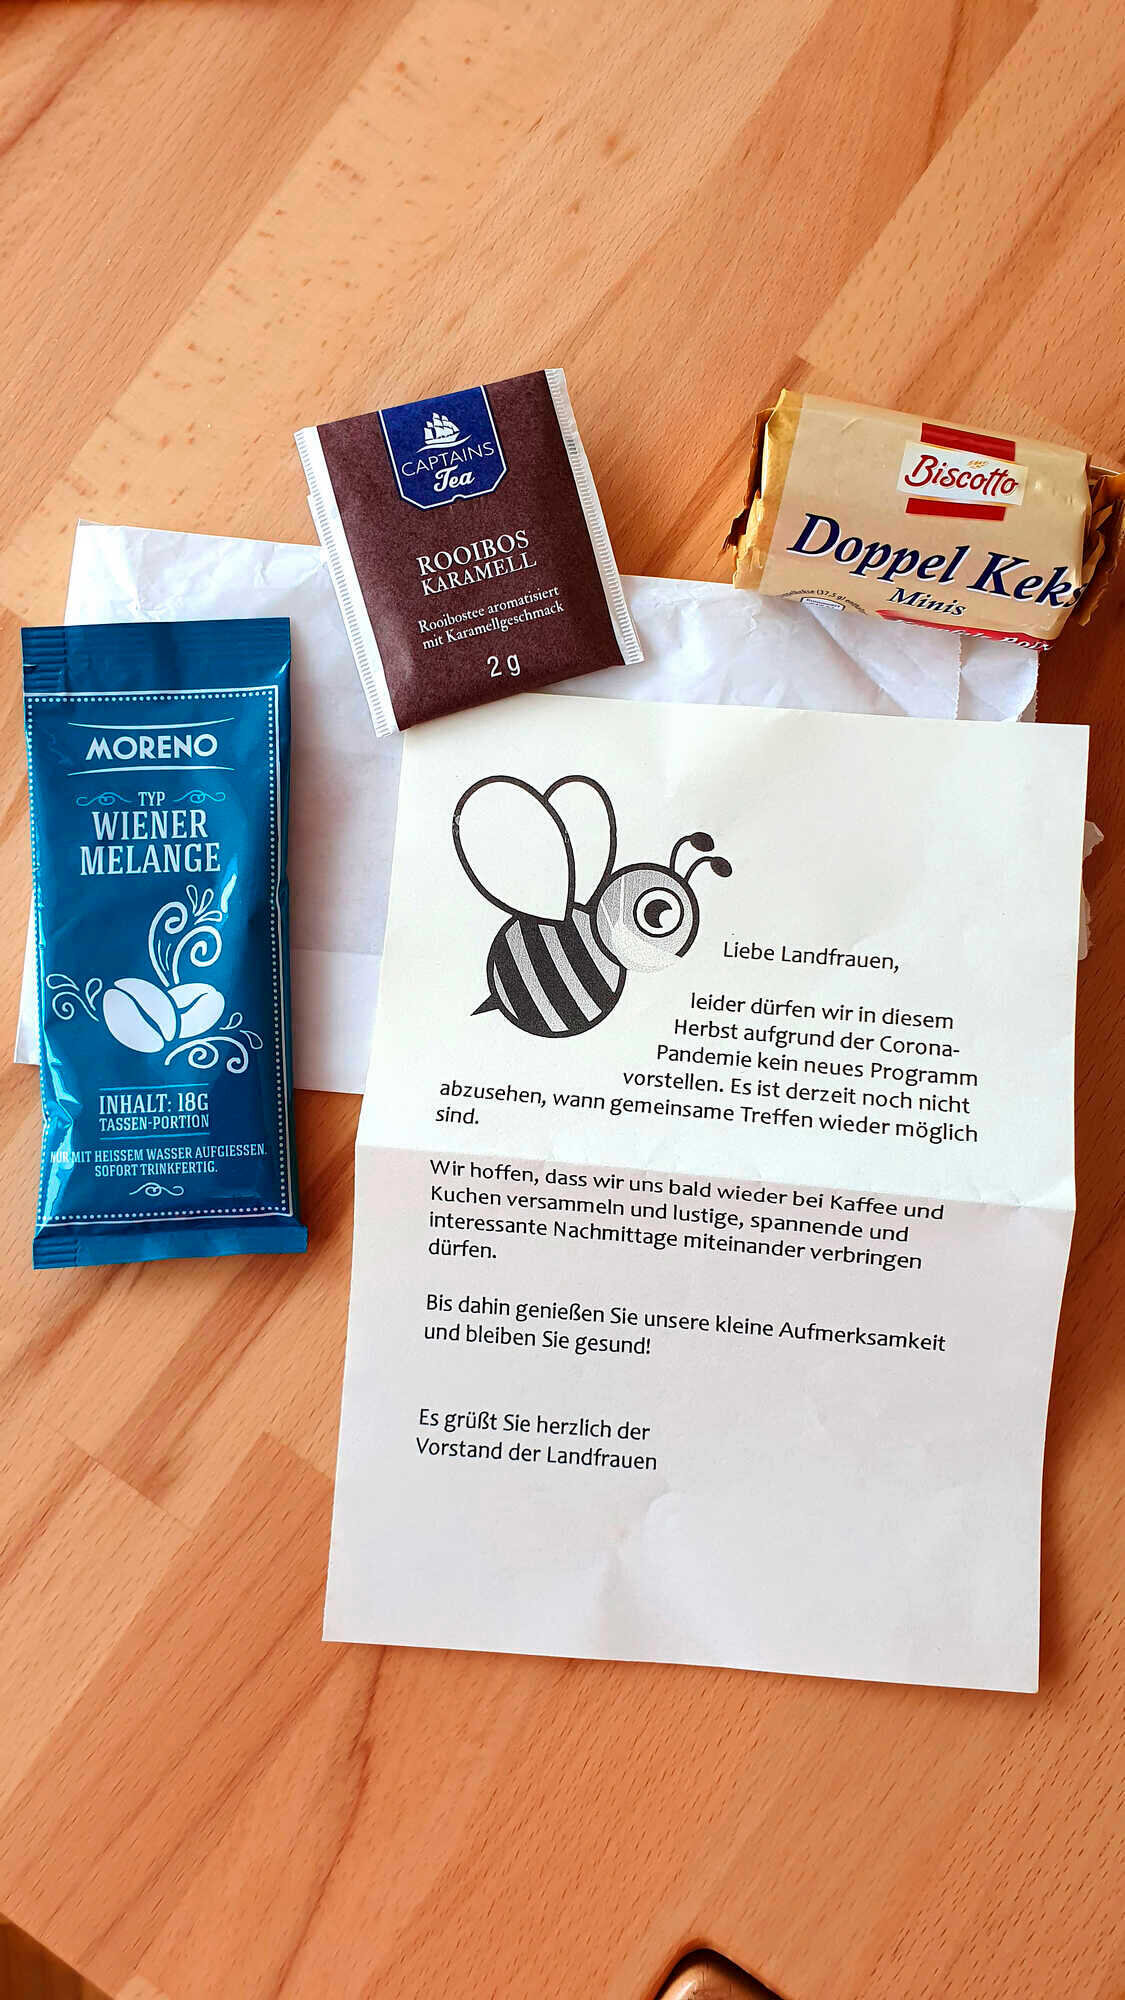 CAPTAINS
Tea
ROOIBOS
KARAMELL
Rooibostee aromatisiert
mit Karamellgeschmack
2 g
Biscotto
Doppel Keks
Minis
MORENO
TYP
WIENER
MELANGE
INHALT: 18G
TASSEN-PORTION
NUR MIT HEISSEM WASSER AUFGIESSEN.
SOFORT TRINKFERTIG.
Liebe Landfrauen,
leider dürfen wir in diesem
Herbst aufgrund der Corona-
Pandemie kein neues Programm
vorstellen. Es ist derzeit noch nicht
abzusehen, wann gemeinsame Treffen wieder möglich
sind.
Wir hoffen, dass wir uns bald wieder bei Kaffee und
Kuchen versammeln und lustige, spannende und
interessante Nachmittage miteinander verbringen
dürfen.
Bis dahin genießen Sie unsere kleine Aufmerksamkeit
und bleiben Sie gesund!
Es grüßt Sie herzlich der
Vorstand der Landfrauen